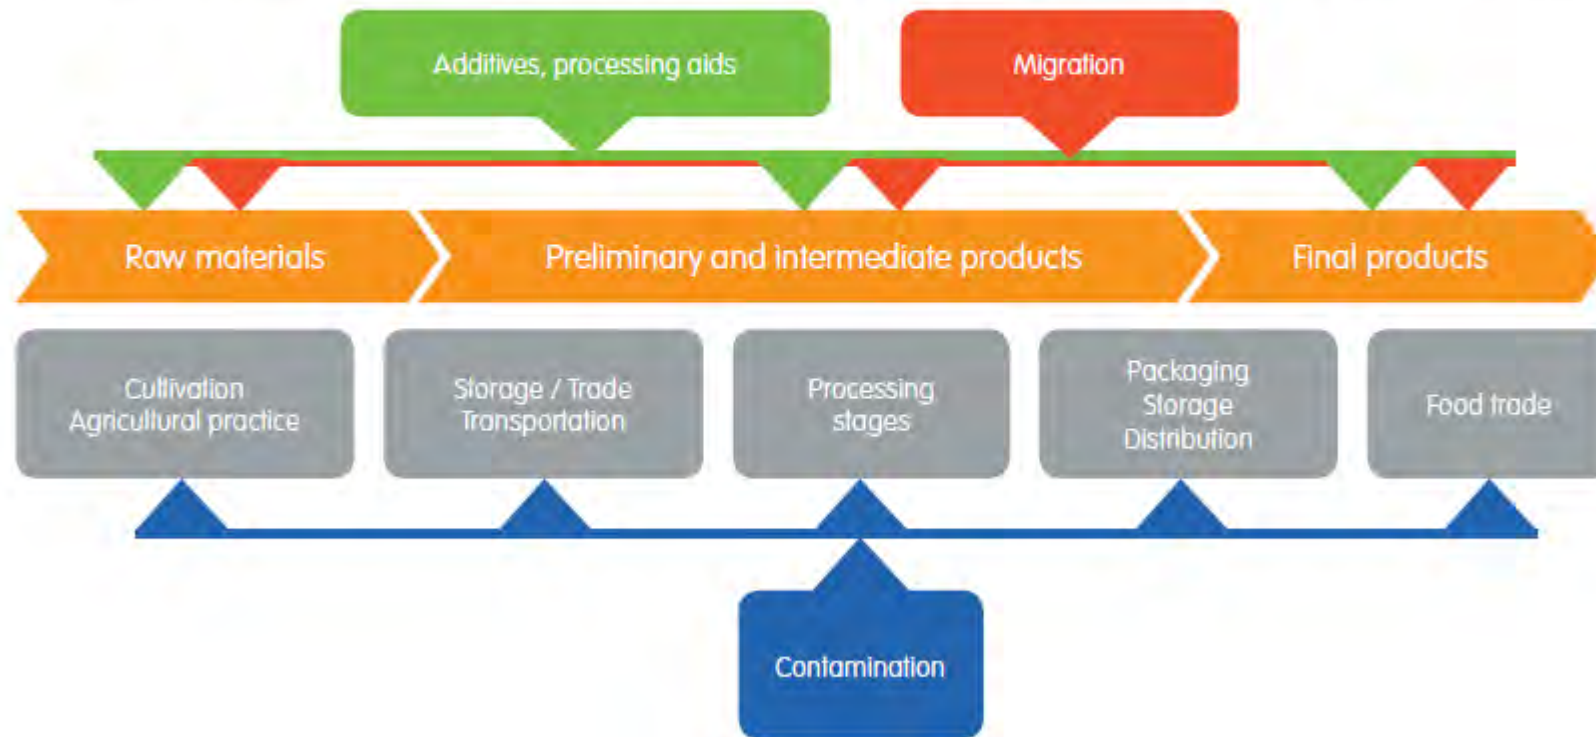 Additives, processing aids
Migration
Raw materials
Preliminary and intermediate products
Final products
Cultivation
Agricultural practice
Storage / Trade
Transportation
Processing
stages
Packaging
Storage
Distribution
Food trade
Contamination